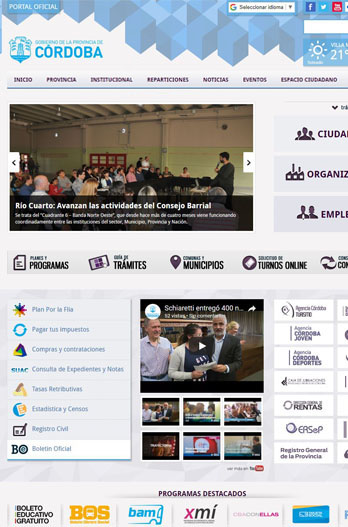 PORTAL OFICIAL
Seleccionar idioma ▼
GOBIERNO DE LA PROVINCIA DE
CÓRDOBA
VILLA
21°
INICIO PROVINCIA INSTITUCIONAL REPARTICIONES NOTICIAS EVENTOS ESPACIO CIUDADANO
CIUDA
ORGANIZ
EMPLE
Río Cuarto: Avanzan las actividades del Consejo Barrial
Se trata del "Cuadrante 6 - Banda Norte Oeste", que desde hace más de cuatro meses viene funcionando
coordinadamente entre las instituciones del sector, Municipio, Provincia y Nación.
PLANES Y
PROGRAMAS
GUÍA DE
TRÁMITES
COMUNAS Y
MUNICIPIOS
SOLICITUD DE
TURNOS ONLINE
Plan Por la Flia
Pagar tus Impuestos
Compras y contrataciones
SUAC Consulta de Expedientes y Notas
Tasas Retributivas
Estadística y Censos
Registro Civil
BO Boletin Oficial
Schiaretti entregó 400 n...
52 vistas
ver más en YouTube
Agencia Córdoba
TURISMO
Agencia
CÓRDOBA
JOVEN
Agencia
CÓRDOBA
DEPORTES
CAJA DE JUBILACIONES
DIRECCIÓN GENERAL DE
RENTAS
ERSeP
Registro General
de la Provincia
PROGRAMAS DESTACADOS
BOLETO
EDUCATIVO
GRATUITO
BOS
bam
xmí
CBA